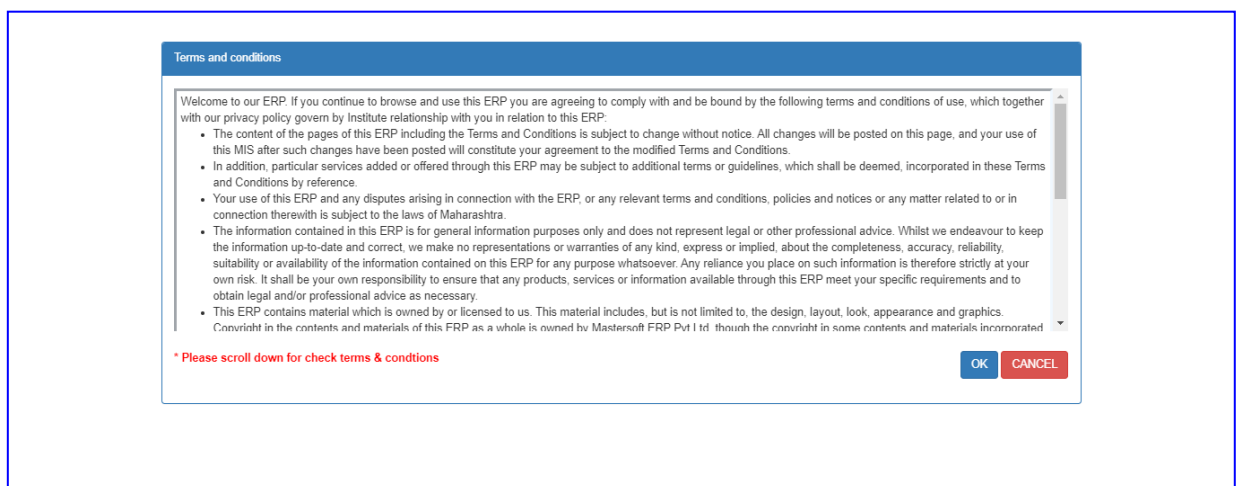 Terms and conditions
Welcome to our ERP. If you continue to browse and use this ERP you are agreeing to comply with and be bound by the following terms and conditions of use, which together
with our privacy policy govern by Institute relationship with you in relation to this ERP:
• The content of the pages of this ERP including the Terms and Conditions is subject to change without notice. All changes will be posted on this page, and your use of
this MIS after such changes have been posted will constitute your agreement to the modified Terms and Conditions.
• In addition, particular services added or offered through this ERP may be subject to additional terms or guidelines, which shall be deemed, incorporated in these Terms
and Conditions by reference.
• Your use of this ERP and any disputes arising in connection with the ERP, or any relevant terms and conditions, policies and notices or any matter related to or in
connection therewith is subject to the laws of Maharashtra.
• The information contained in this ERP is for general information purposes only and does not represent legal or other professional advice. Whilst we endeavour to keep
the information up-to-date and correct, we make no representations or warranties of any kind, express or implied, about the completeness, accuracy, reliability,
suitability or availability of the information contained on this ERP for any purpose whatsoever. Any reliance you place on such information is therefore strictly at your
own risk. It shall be your own responsibility to ensure that any products, services or information available through this ERP meet your specific requirements and to
obtain legal and/or professional advice as necessary.
• This ERP contains material which is owned by or licensed to us. This material includes, but is not limited to, the design, layout, look, appearance and graphics.
Copyright in the contents and materials of this ERP as a whole is owned by Mastersoft ERP Pvt Ltd, though the copyright in some contents and materials incorporated
* Please scroll down for check terms & condtions
OK CANCEL